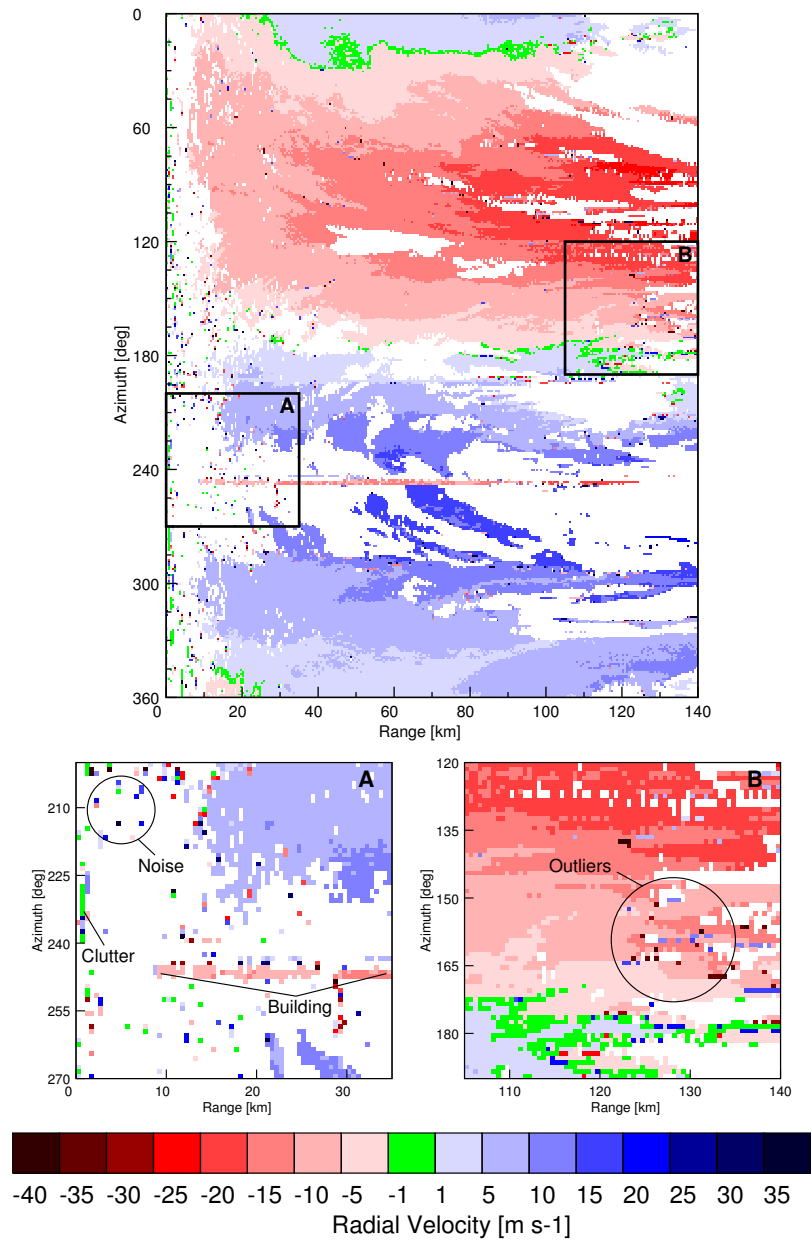 0
60
120
180
240
300
360
Azimuth [deg]
0 20 40 60 80 100 120 140
Range [km]
A
B
A
210
225
240
255
270
Azimuth [deg]
0 10 20 30
Range [km]
Noise
Clutter
Building
B
120
135
150
165
180
Azimuth [deg]
110 120 130 140
Range [km]
Outliers
-40 -35 -30 -25 -20 -15 -10 -5 -1 1 5 10 15 20 25 30 35
Radial Velocity [m s-1]